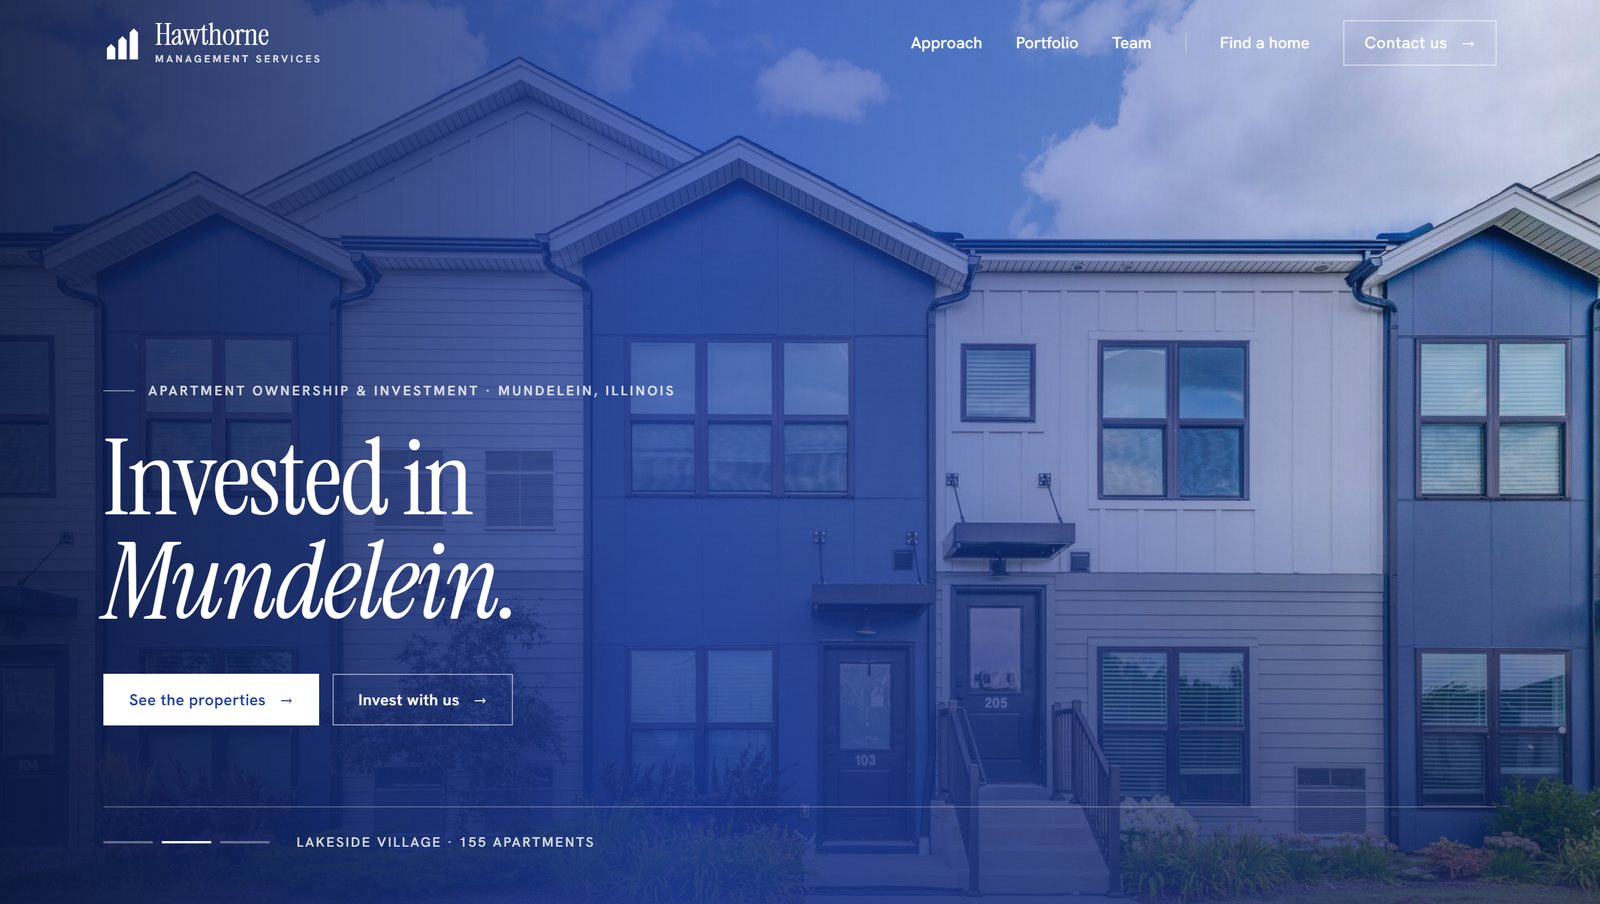 Hawthorne
MANAGEMENT SERVICES
Approach Portfolio Team Find a home Contact us →
APARTMENT OWNERSHIP & INVESTMENT · MUNDELEIN, ILLINOIS
Invested in
Mundelein.
See the properties → Invest with us →
205
103
104
LAKESIDE VILLAGE · 155 APARTMENTS